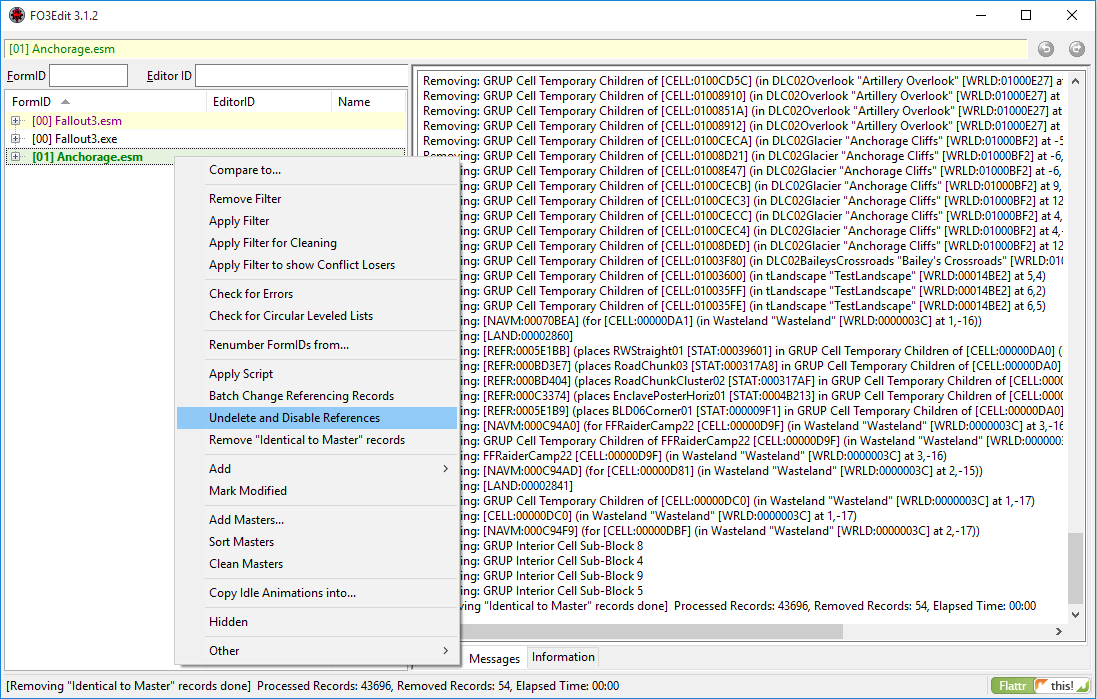 FO3Edit 3.1.2
[01] Anchorage.esm
FormID
Editor ID
FormID EditorID Name
[00] Fallout3.esm
[00] Fallout3.exe
[01] Anchorage.esm
Compare to...
Remove Filter
Apply Filter
Apply Filter for Cleaning
Apply Filter to show Conflict Losers
Check for Errors
Check for Circular Leveled Lists
Renumber FormIDs from...
Apply Script
Batch Change Referencing Records
Undelete and Disable References
Remove "Identical to Master" records
Add
Mark Modified
Add Masters...
Sort Masters
Clean Masters
Copy Idle Animations into...
Hidden
Other
Removing: GRUP Cell Temporary Children of [CELL:0100CD5C] (in DLC02Overlook "Artillery Overlook" [WRLD:01000E27] at
Removing: GRUP Cell Temporary Children of [CELL:01008910] (in DLC02Overlook "Artillery Overlook" [WRLD:01000E27] at
Removing: GRUP Cell Temporary Children of [CELL:0100851A] (in DLC02Overlook "Artillery Overlook" [WRLD:01000E27] at
Removing: GRUP Cell Temporary Children of [CELL:01008912] (in DLC02Overlook "Artillery Overlook" [WRLD:01000E27] at
Removing: GRUP Cell Temporary Children of [CELL:0100CECA] (in DLC02Glacier "Anchorage Cliffs" [WRLD:01000BF2] at -5
Removing: GRUP Cell Temporary Children of [CELL:01008D21] (in DLC02Glacier "Anchorage Cliffs" [WRLD:01000BF2] at -6,
ing: GRUP Cell Temporary Children of [CELL:01008E47] (in DLC02Glacier "Anchorage Cliffs" [WRLD:01000BF2] at -6,
ing: GRUP Cell Temporary Children of [CELL:0100CECB] (in DLC02Glacier "Anchorage Cliffs" [WRLD:01000BF2] at 9,
ing: GRUP Cell Temporary Children of [CELL:0100CEC3] (in DLC02Glacier "Anchorage Cliffs" [WRLD:01000BF2] at 12
ing: GRUP Cell Temporary Children of [CELL:0100CECC] (in DLC02Glacier "Anchorage Cliffs" [WRLD:01000BF2] at 4,
ing: GRUP Cell Temporary Children of [CELL:0100CEC4] (in DLC02Glacier "Anchorage Cliffs" [WRLD:01000BF2] at 4,-
ing: GRUP Cell Temporary Children of [CELL:01008DED] (in DLC02Glacier "Anchorage Cliffs" [WRLD:01000BF2] at 12
ing: GRUP Cell Temporary Children of [CELL:01003F80] (in DLC02BaileysCrossroads "Bailey's Crossroads" [WRLD:010
ing: GRUP Cell Temporary Children of [CELL:01003600] (in tLandscape "TestLandscape" [WRLD:00014BE2] at 5,4)
ing: GRUP Cell Temporary Children of [CELL:010035FF] (in tLandscape "TestLandscape" [WRLD:00014BE2] at 6,2)
ing: GRUP Cell Temporary Children of [CELL:010035FE] (in tLandscape "TestLandscape" [WRLD:00014BE2] at 6,5)
ing: [NAVM:00070BEA] (for [CELL:00000DA1] (in Wasteland "Wasteland" [WRLD:0000003C] at 1,-16))
ing: [LAND:00002860]
ing: [REFR:0005E1BB] (places RWStraight01 [STAT:00039601] in GRUP Cell Temporary Children of [CELL:00000DA0] (
ing: [REFR:000BD3E7] (places RoadChunk03 [STAT:000317A8] in GRUP Cell Temporary Children of [CELL:00000DA0]
ing: [REFR:000BD404] (places RoadChunkCluster02 [STAT:000317AF] in GRUP Cell Temporary Children of [CELL:0000
ing: [REFR:000C3374] (places EnclavePosterHoriz01 [STAT:0004B213] in GRUP Cell Temporary Children of [CELL:0000
ing: [REFR:0005E1B9] (places BLD06Corner01 [STAT:000009F1] in GRUP Cell Temporary Children of [CELL:00000DA0]
ing: [NAVM:000C94A0] (for FFRaiderCamp22 [CELL:00000D9F] (in Wasteland "Wasteland" [WRLD:0000003C] at 3,-16
ing: GRUP Cell Temporary Children of FFRaiderCamp22 [CELL:00000D9F] (in Wasteland "Wasteland" [WRLD:000000
ing: FFRaiderCamp22 [CELL:00000D9F] (in Wasteland "Wasteland" [WRLD:0000003C] at 3,-16)
ing: [NAVM:000C94AD] (for [CELL:00000D81] (in Wasteland "Wasteland" [WRLD:0000003C] at 2,-15))
ing: [LAND:00002841]
ing: GRUP Cell Temporary Children of [CELL:00000DC0] (in Wasteland "Wasteland" [WRLD:0000003C] at 1,-17)
ing: [CELL:00000DC0] (in Wasteland "Wasteland" [WRLD:0000003C] at 1,-17)
ing: [NAVM:000C94F9] (for [CELL:00000DBF] (in Wasteland "Wasteland" [WRLD:0000003C] at 2,-17))
ing: GRUP Interior Cell Sub-Block 8
ing: GRUP Interior Cell Sub-Block 4
ing: GRUP Interior Cell Sub-Block 9
ing: GRUP Interior Cell Sub-Block 5
ving "Identical to Master" records done] Processed Records: 43696, Removed Records: 54, Elapsed Time: 00:00
Messages Information
[Removing "Identical to Master" records done] Processed Records: 43696, Removed Records: 54, Elapsed Time: 00:00
Flattr this!